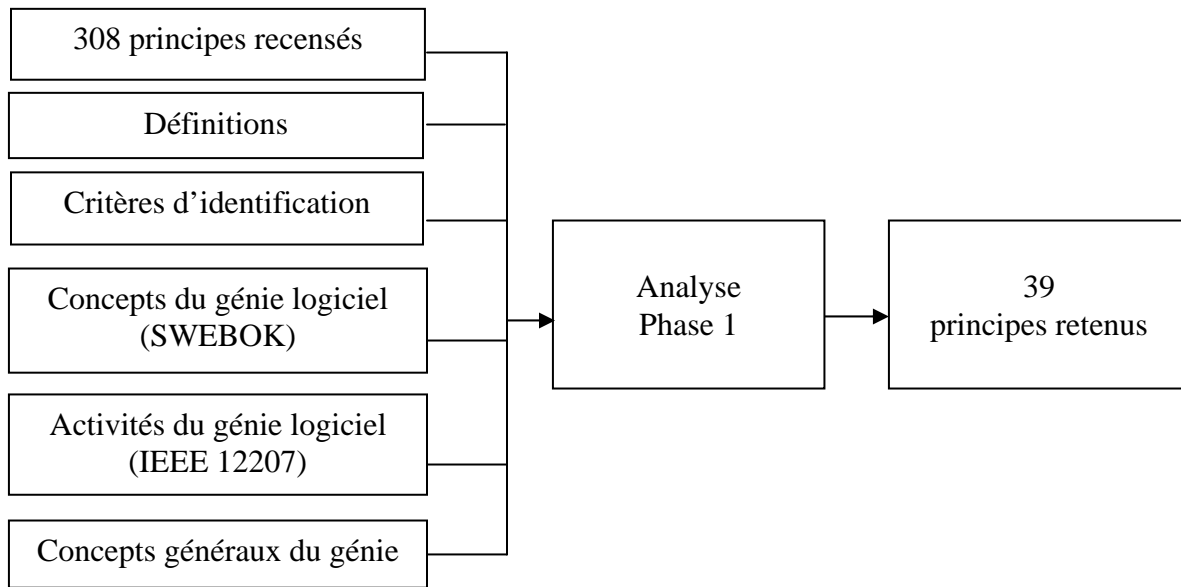 308 principes recensés
Définitions
Critères d’identification
Concepts du génie logiciel
(SWEBOK)
Activités du génie logiciel
(IEEE 12207)
Concepts généraux du génie
Analyse
Phase 1
39
principes retenus